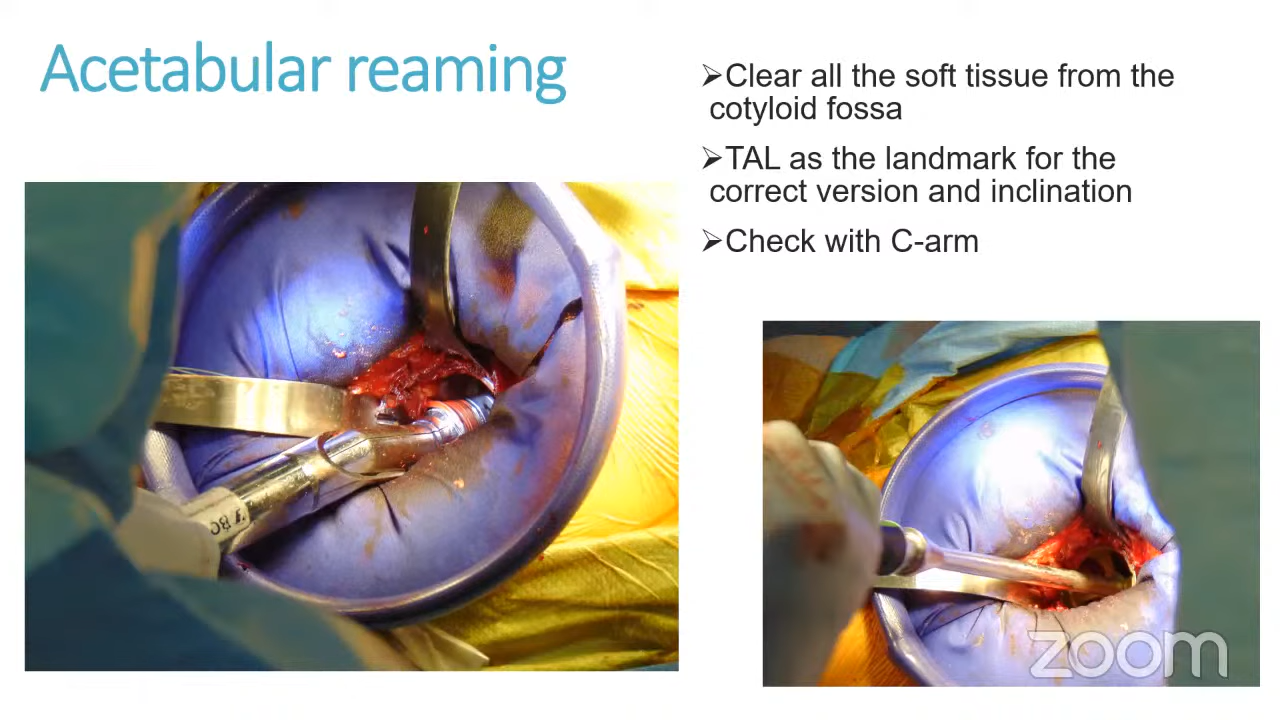 Acetabular reaming
➢Clear all the soft tissue from the
cotyloid fossa
➢TAL as the landmark for the
correct version and inclination
➢Check with C-arm
zoom